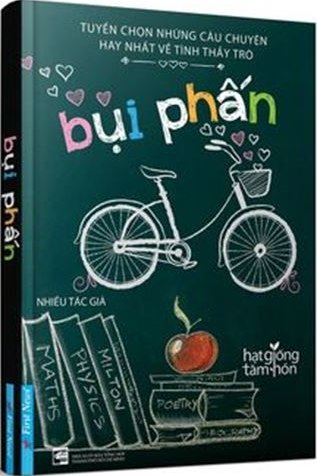 TUYỂN CHỌN NHỮNG CÂU CHUYỆN
HAY NHẤT VỀ TÌNH THẦY TRÒ
bụi phấn
bụi phấn
NHIỀU TÁC GIẢ
hạt giống
tâm hồn
MATHS
PHYSICS
MILTON
POETRY
First News